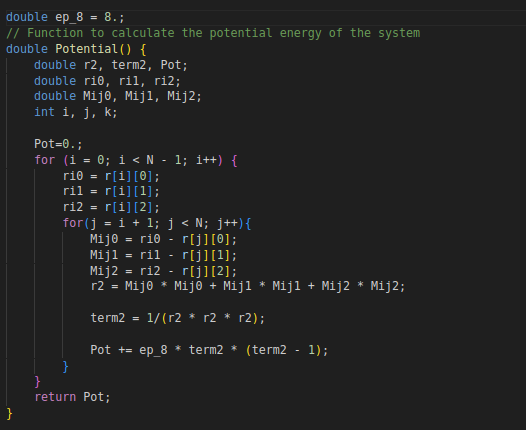 double ep_8 = 8.;
// Function to calculate the potential energy of the system
double Potential() {
    double r2, term2, Pot;
    double ri0, ri1, ri2;
    double Mij0, Mij1, Mij2;
    int i, j, k;

    Pot=0.;
    for (i = 0; i < N - 1; i++) {
        ri0 = r[i][0];
        ri1 = r[i][1];
        ri2 = r[i][2];
        for(j = i + 1; j < N; j++){
            Mij0 = ri0 - r[j][0];
            Mij1 = ri1 - r[j][1];
            Mij2 = ri2 - r[j][2];
            r2 = Mij0 * Mij0 + Mij1 * Mij1 + Mij2 * Mij2;

            term2 = 1/(r2 * r2 * r2);

            Pot += ep_8 * term2 * (term2 - 1);
        }
    }
    return Pot;
}